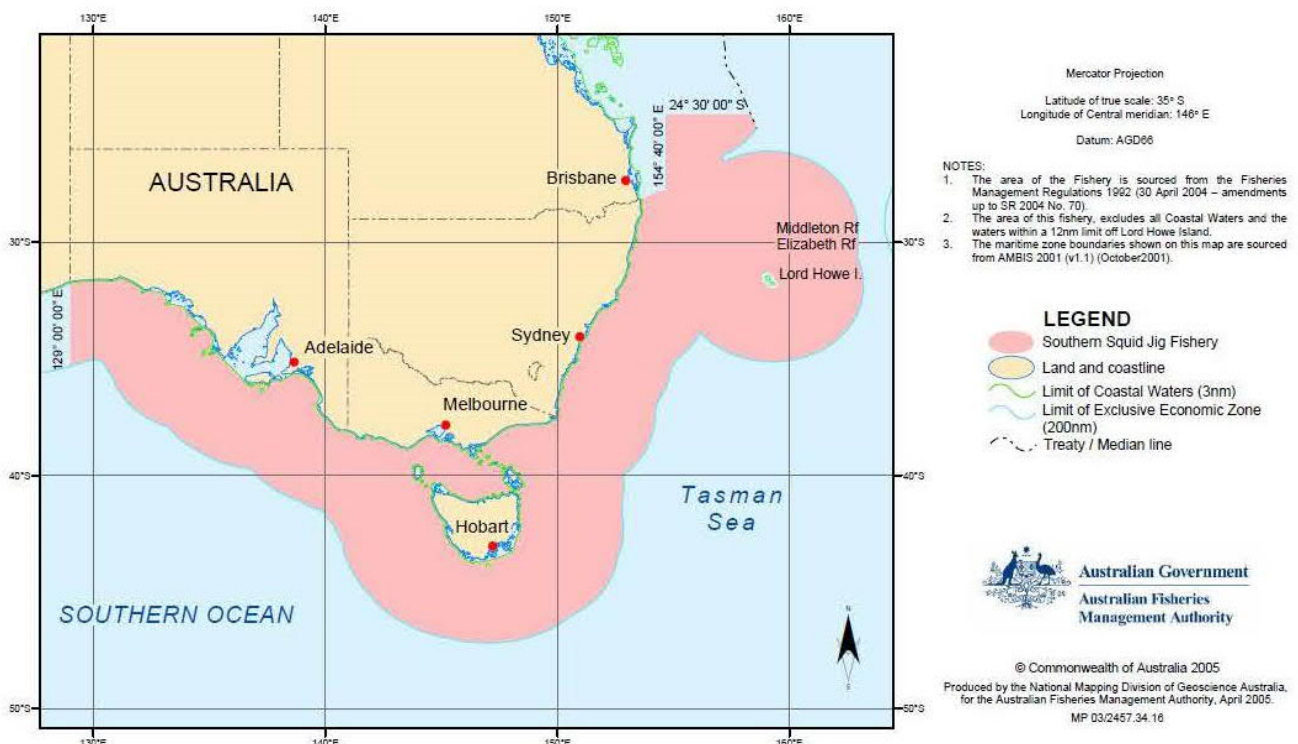 130°E 140°E 150°E 160°E
24° 30' 00" S
154° 40' 00" E
Brisbane
AUSTRALIA
Middleton Rf
Elizabeth Rf
30°S 30°S
Lord Howe I.
129° 00' 00" E
Sydney
Adelaide
Melbourne
40°S 40°S
Tasman
Sea
Hobart
SOUTHERN OCEAN
N
S
50°S 50°S
130°E 140°E 150°E 160°E
Mercator Projection
Latitude of true scale: 35° S
Longitude of Central meridian: 146° E
Datum: AGD66
NOTES:
1. The area of the Fishery is sourced from the Fisheries
Management Regulations 1992 (30 April 2004 – amendments
up to SR 2004 No. 70).
2. The area of this fishery, excludes all Coastal Waters and the
waters within a 12nm limit off Lord Howe Island.
3. The maritime zone boundaries shown on this map are sourced
from AMBIS 2001 (v1.1) (October2001).
LEGEND
Southern Squid Jig Fishery
Land and coastline
Limit of Coastal Waters (3nm)
Limit of Exclusive Economic Zone
(200nm)
Treaty / Median line
Australian Government
Australian Fisheries
Management Authority
© Commonwealth of Australia 2005
Produced by the National Mapping Division of Geoscience Australia,
for the Australian Fisheries Management Authority, April 2005.
MP 03/2457.34.16